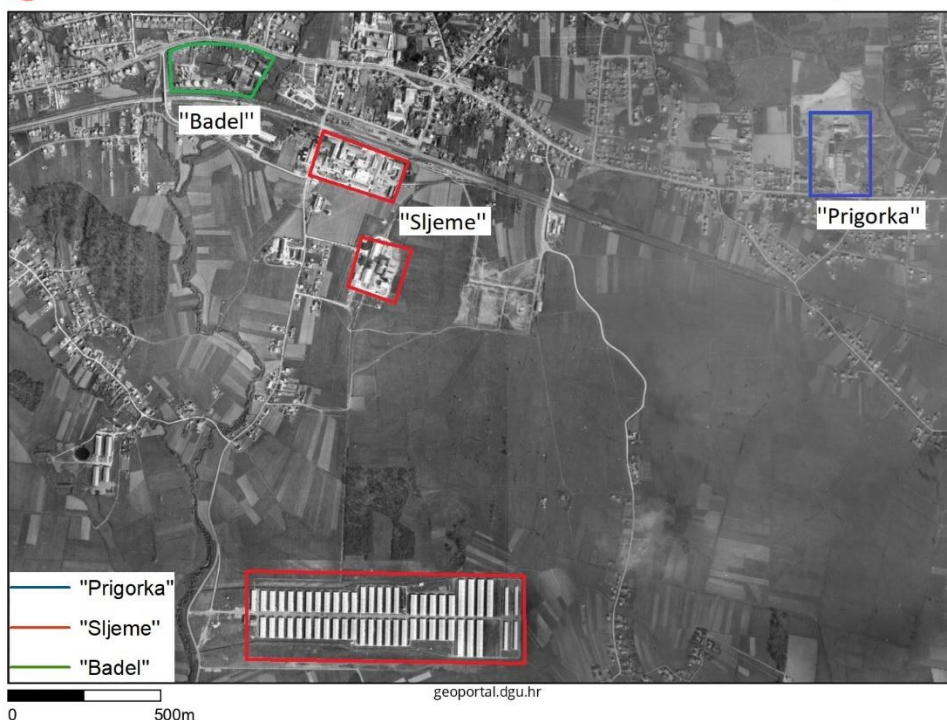 "Badel"
"Sljeme"
"Prigorka"
"Prigorka"
"Sljeme"
"Badel"
geoportal.dgu.hr
0 500m